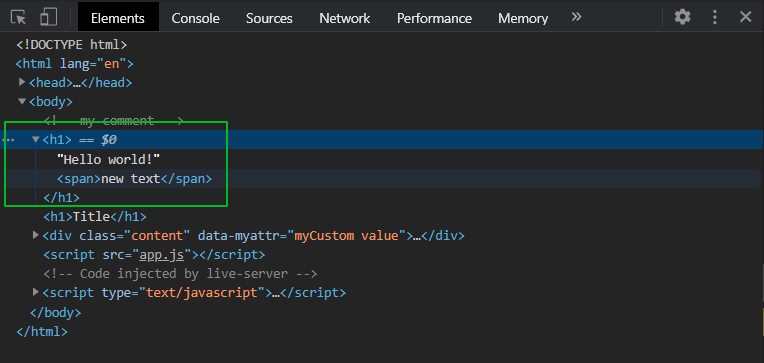 Elements Console Sources Network Performance Memory »
<!DOCTYPE html>
<html lang="en">
<head>…</head>
<body>
<!-- my comment -->
··· <h1> == $0
"Hello world!"
<span>new text</span>
</h1>
<h1>Title</h1>
<div class="content" data-myattr="myCustom value">…</div>
<script src="app.js"></script>
<!-- Code injected by live-server -->
<script type="text/javascript">…</script>
</body>
</html>